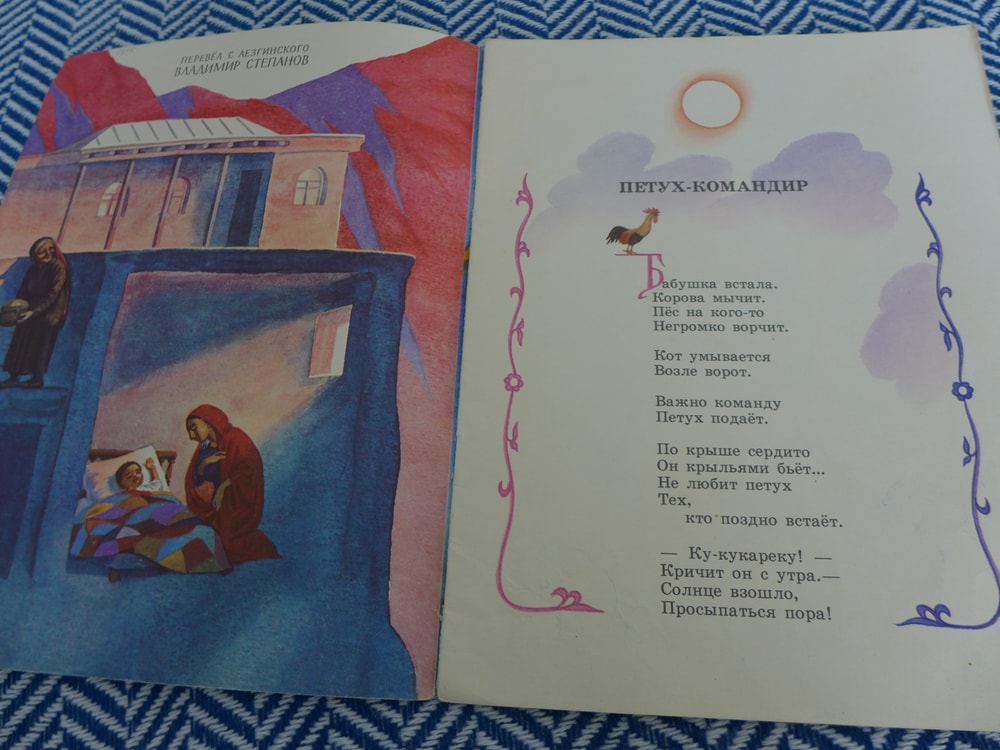 ПЕРЕВЁЛ С ЛЕЗГИНСКОГО
ВЛАДИМИР СТЕПАНОВ
ПЕТУХ-КОМАНДИР
Бабушка встала.
Корова мычит.
Пёс на кого-то
Негромко ворчит.
Кот умывается
Возле ворот.
Важно команду
Петух подаёт.
По крыше сердито
Он крыльями бьёт...
Не любит петух
Тех,
кто поздно встаёт.
— Ку-кукареку! —
Кричит он с утра.—
Солнце взошло,
Просыпаться пора!